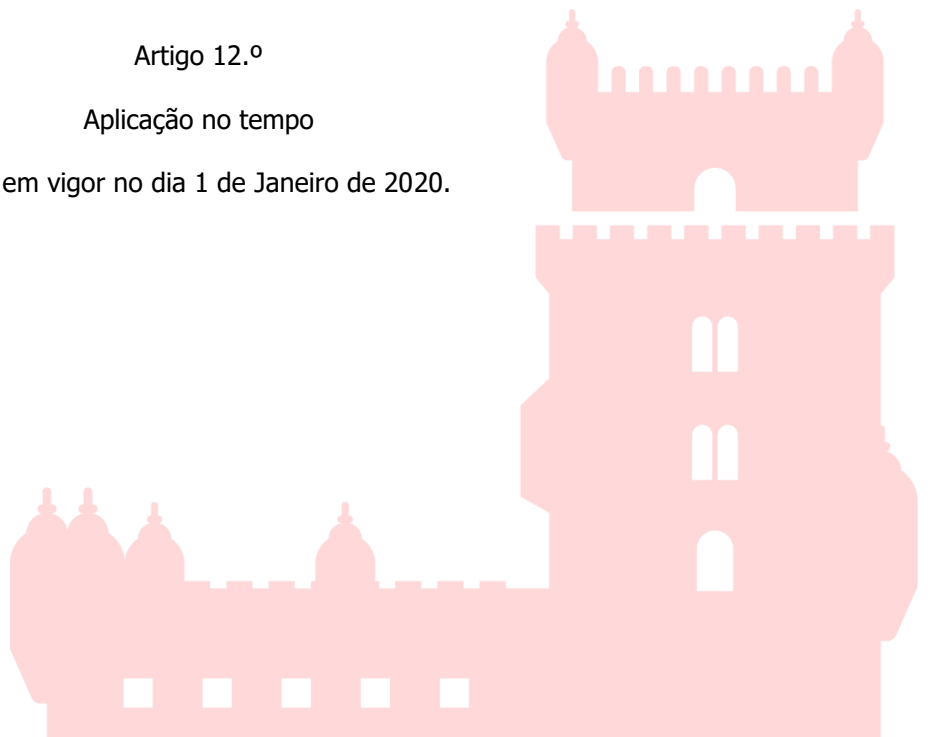 Artigo 12.º
Aplicação no tempo
em vigor no dia 1 de Janeiro de 2020.